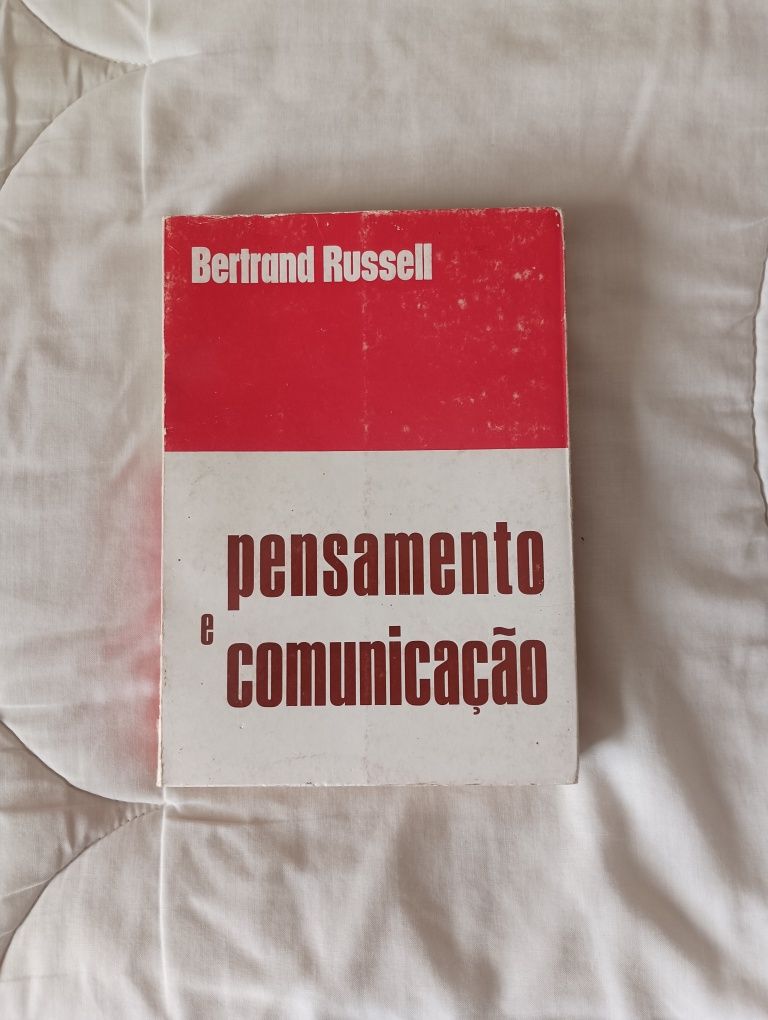 Bertrand Russell
pensamento
e
comunicação